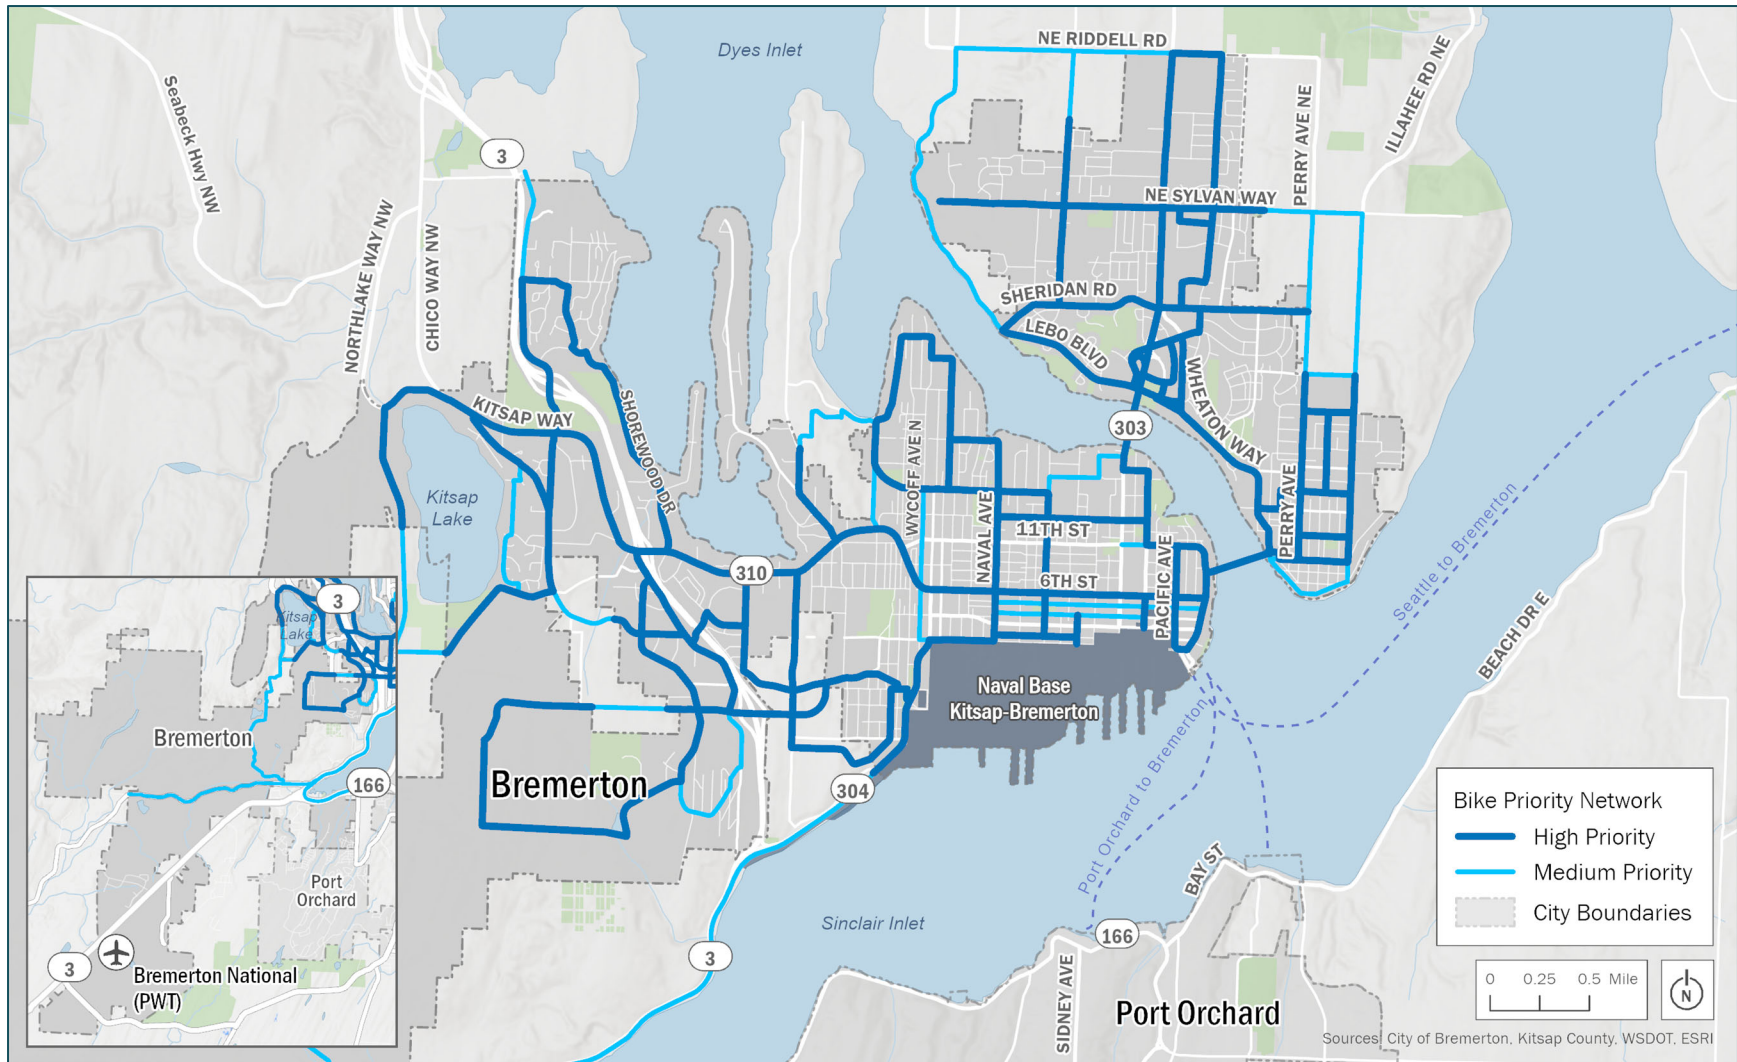 Dyes Inlet
NE RIDDELL RD
Seabeck Hwy NW
3
PERRY AVE NE
ILLAHEE RD NE
NE SYLVAN WAY
NORTHLAKE WAY NW
CHICO WAY NW
SHERIDAN RD
LEBO BLVD
KITSAP WAY
SHOREWOOD DR
WHEATON WAY
303
WYCOFF AVE N
Kitsap
Lake
NAVAL AVE
11TH ST
PACIFIC AVE
PERRY AVE
310
6TH ST
Seattle to Bremerton
BEACH DR E
Naval Base
Kitsap-Bremerton
Port Orchard to Bremerton
Bremerton
304
BAY ST
Sinclair Inlet
3
166
SIDNEY AVE
Port Orchard
3
Kitsap
Lake
Bremerton
166
Port
Orchard
3
Bremerton National
(PWT)
Bike Priority Network
High Priority
Medium Priority
City Boundaries
0 0.25 0.5 Mile
N
Sources: City of Bremerton, Kitsap County, WSDOT, ESRI